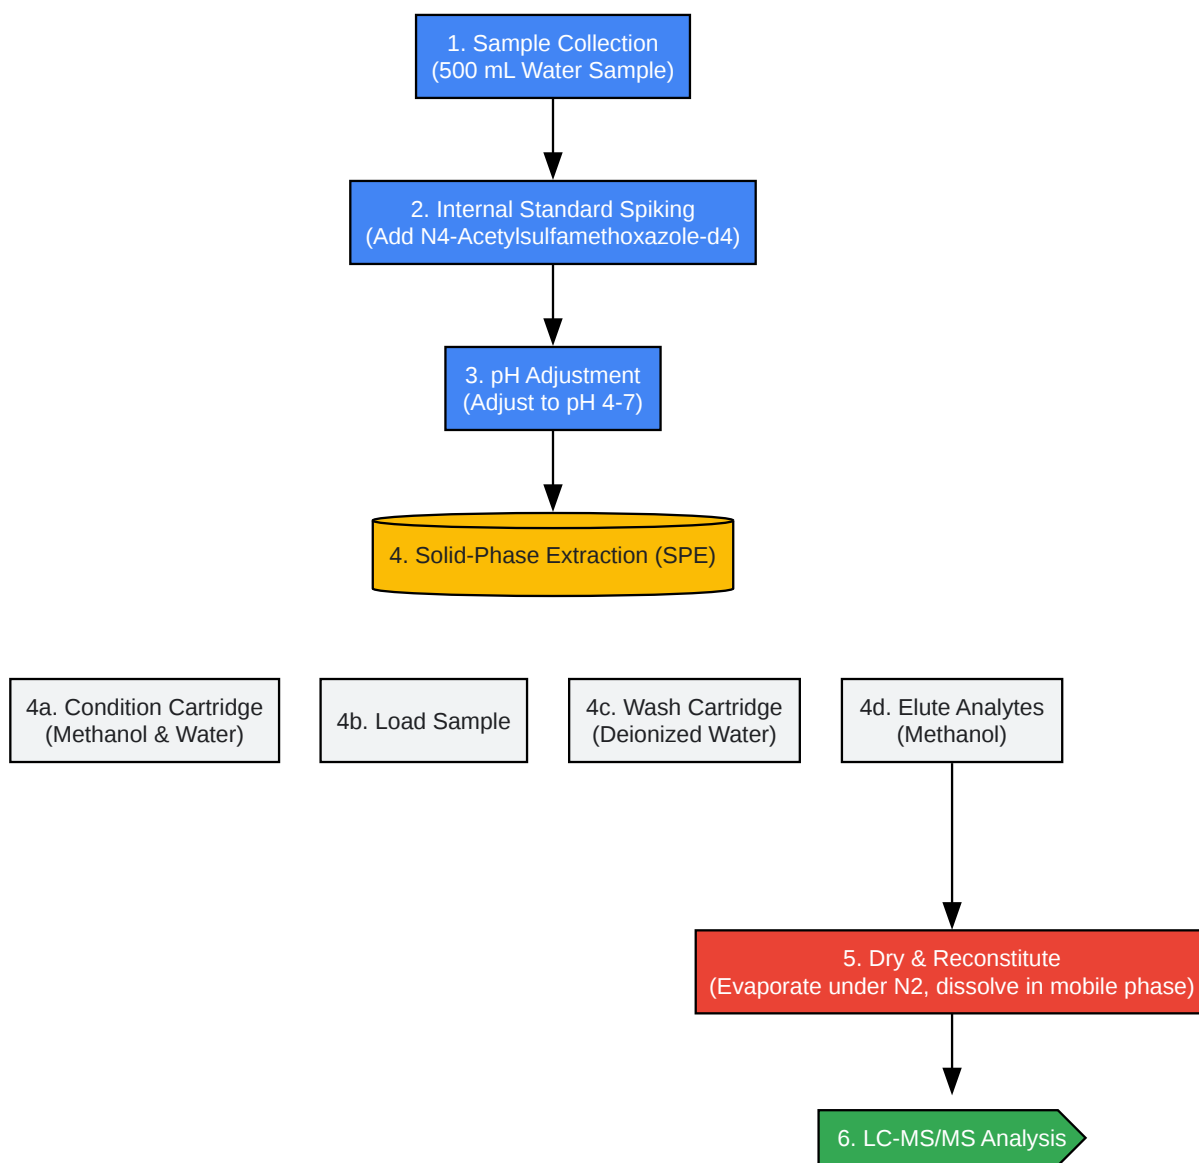 1. Sample Collection
(500 mL Water Sample)
2. Internal Standard Spiking
(Add N4-Acetylsulfamethoxazole-d4)
3. pH Adjustment
(Adjust to pH 4-7)
4. Solid-Phase Extraction (SPE)
4a. Condition Cartridge
(Methanol & Water)
4b. Load Sample
4c. Wash Cartridge
(Deionized Water)
4d. Elute Analytes
(Methanol)
5. Dry & Reconstitute
(Evaporate under N2, dissolve in mobile phase)
6. LC-MS/MS Analysis